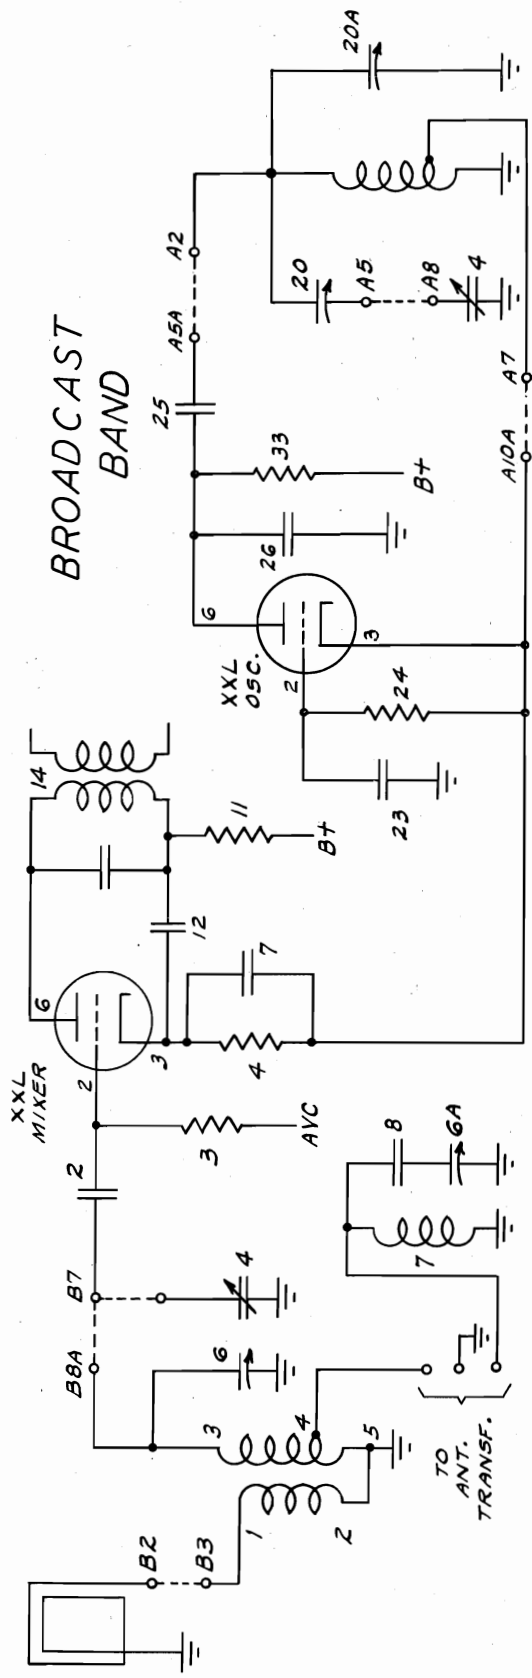 BROADCAST
BAND
B2
B3
1
2
3
4
5
6
B8A
B7
4
2
3
AVC
XXL
MIXER
2
6
3
4
7
12
14
11
B+
TO
ANT.
TRANSF.
7
8
6A
XXL
OSC.
2
6
3
23
24
26
33
B+
25
A5A
A2
20
A5
A8
4
20A
A10A
A7